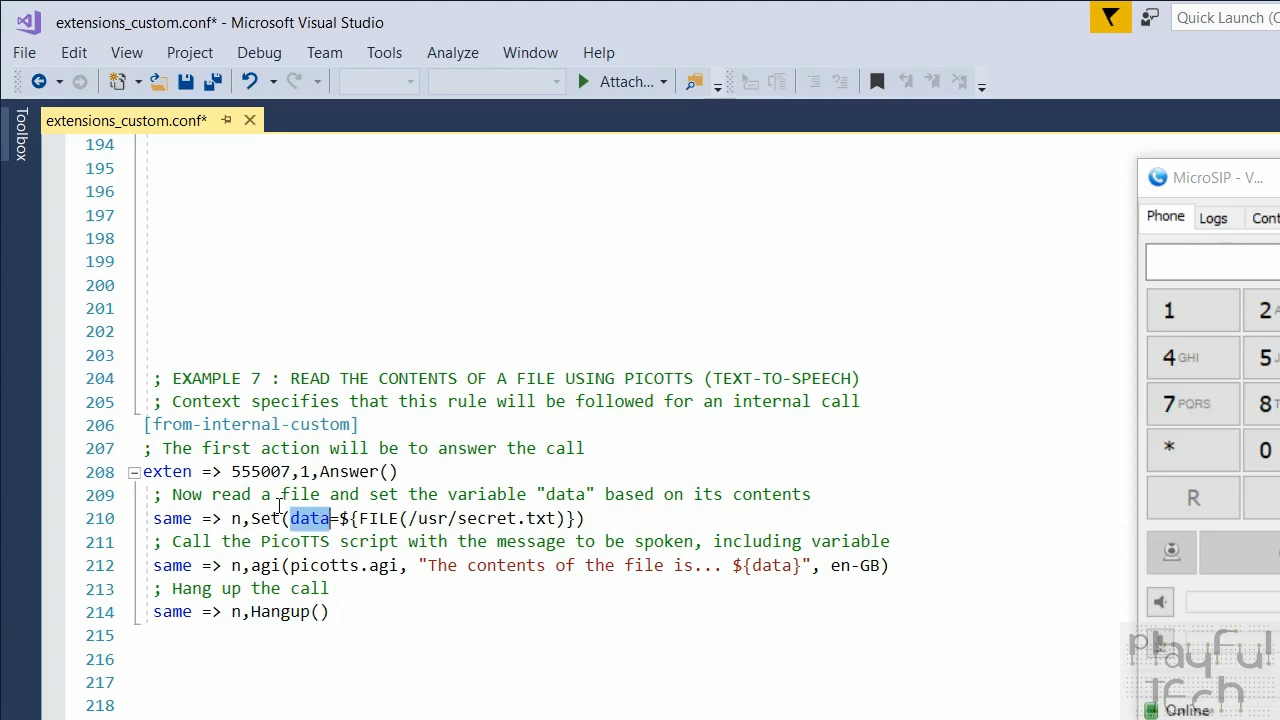 extensions_custom.conf* - Microsoft Visual Studio
Quick Launch (C
File Edit View Project Debug Team Tools Analyze Window Help
Attach...
Toolbox
extensions_custom.conf*
194
195
196
197
198
199
200
201
202
203
204 ; EXAMPLE 7 : READ THE CONTENTS OF A FILE USING PICOTTS (TEXT-TO-SPEECH)
205 ; Context specifies that this rule will be followed for an internal call
206 [from-internal-custom]
207 ; The first action will be to answer the call
208 exten => 555007,1,Answer()
209 ; Now read a file and set the variable "data" based on its contents
210 same => n,Set(data=${FILE(/usr/secret.txt)})
211 ; Call the PicoTTS script with the message to be spoken, including variable
212 same => n,agi(picotts.agi, "The contents of the file is... ${data}", en-GB)
213 ; Hang up the call
214 same => n,Hangup()
215
216
217
218
MicroSIP - V...
Phone Logs Cont
1 2
4 GHI 5
7 PQRS 8
* 0
R
playful
tech
Online